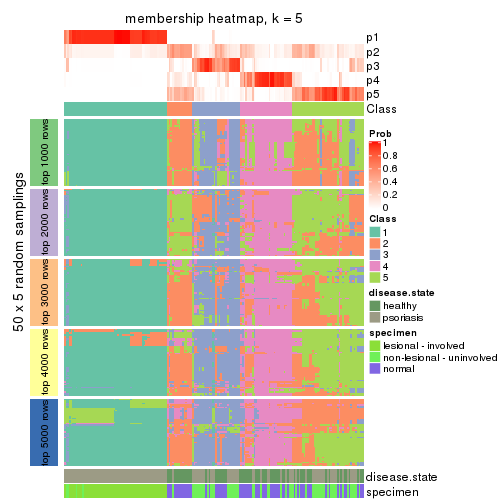 membership heatmap, k = 5
p1
p2
p3
p4
p5
Class
50 x 5 random samplings
top 1000 rows
top 2000 rows
top 3000 rows
top 4000 rows
top 5000 rows
Prob
1
0.8
0.6
0.4
0.2
0
Class
1
2
3
4
5
disease.state
healthy
psoriasis
specimen
lesional - involved
non-lesional - uninvolved
normal
disease.state
specimen